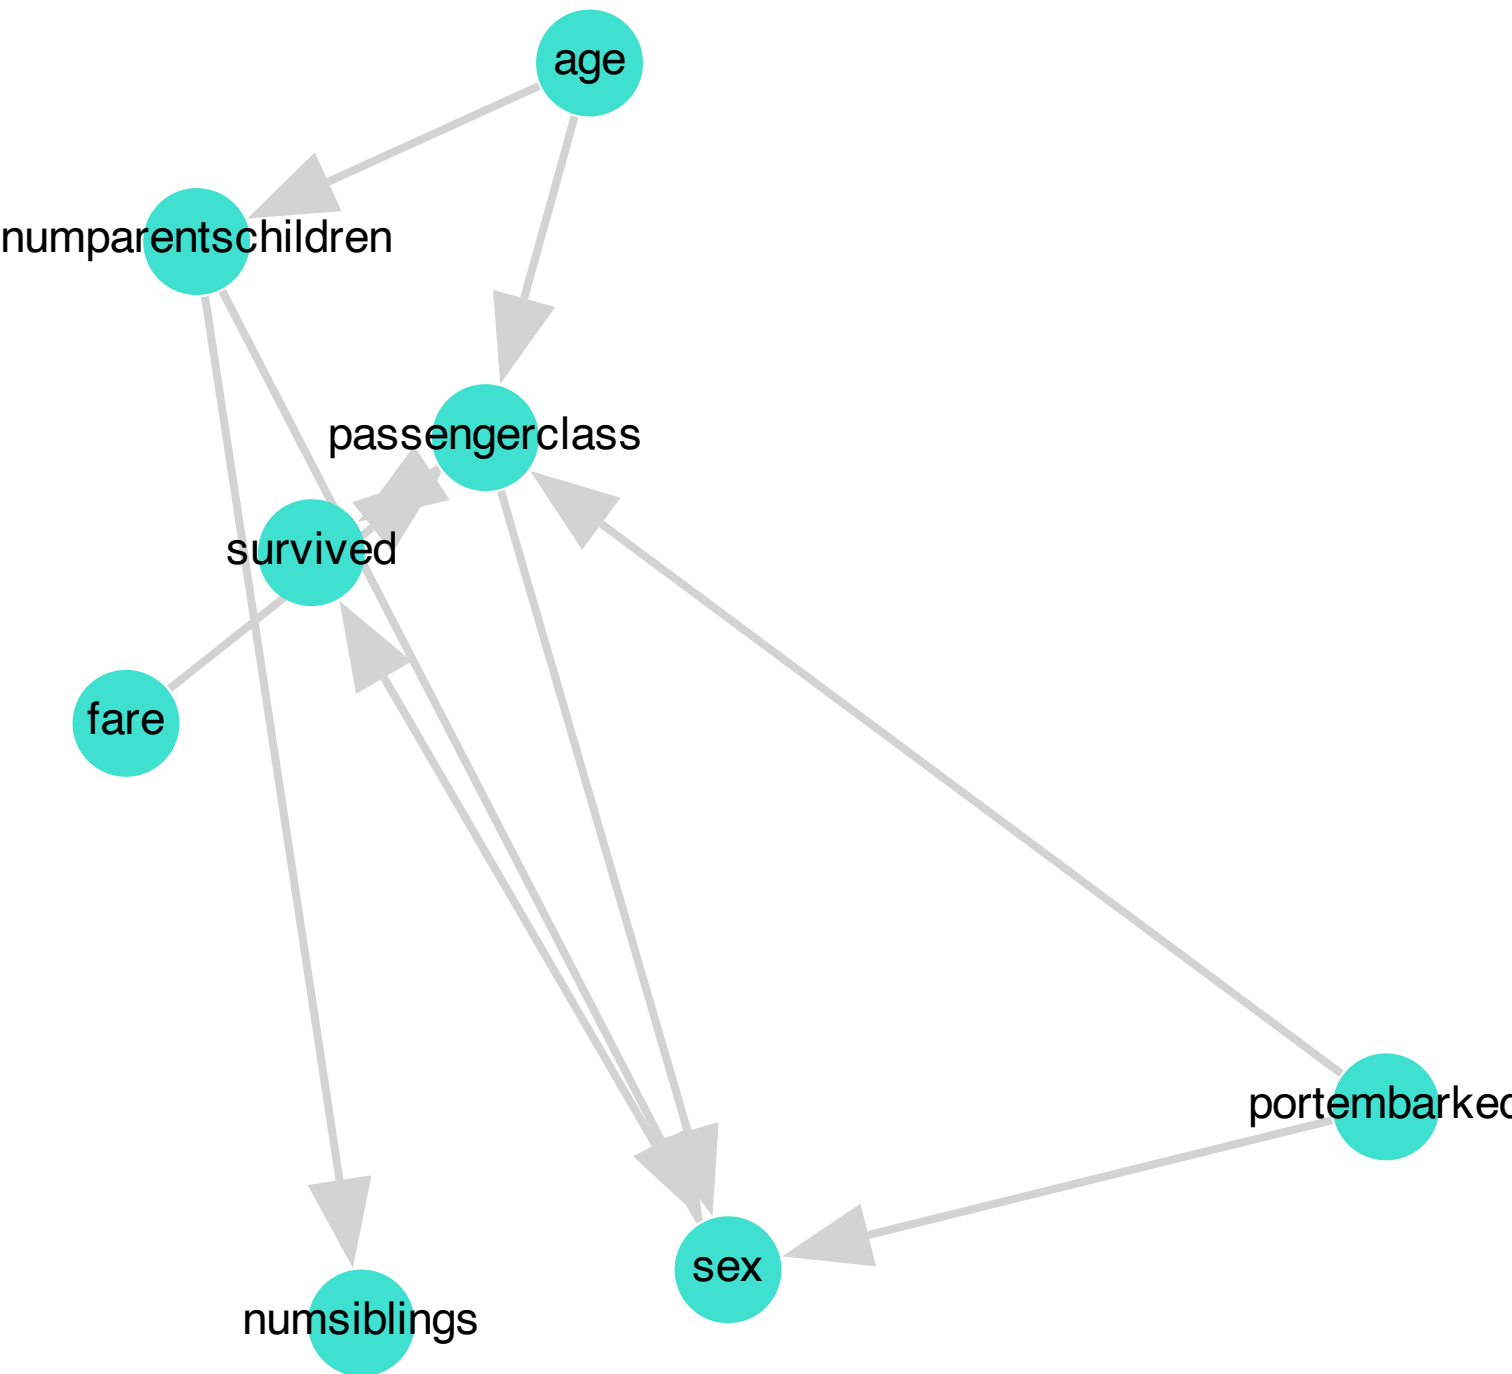 age
numparentschildren
passengerclass
survived
fare
portembarked
sex
numsiblings